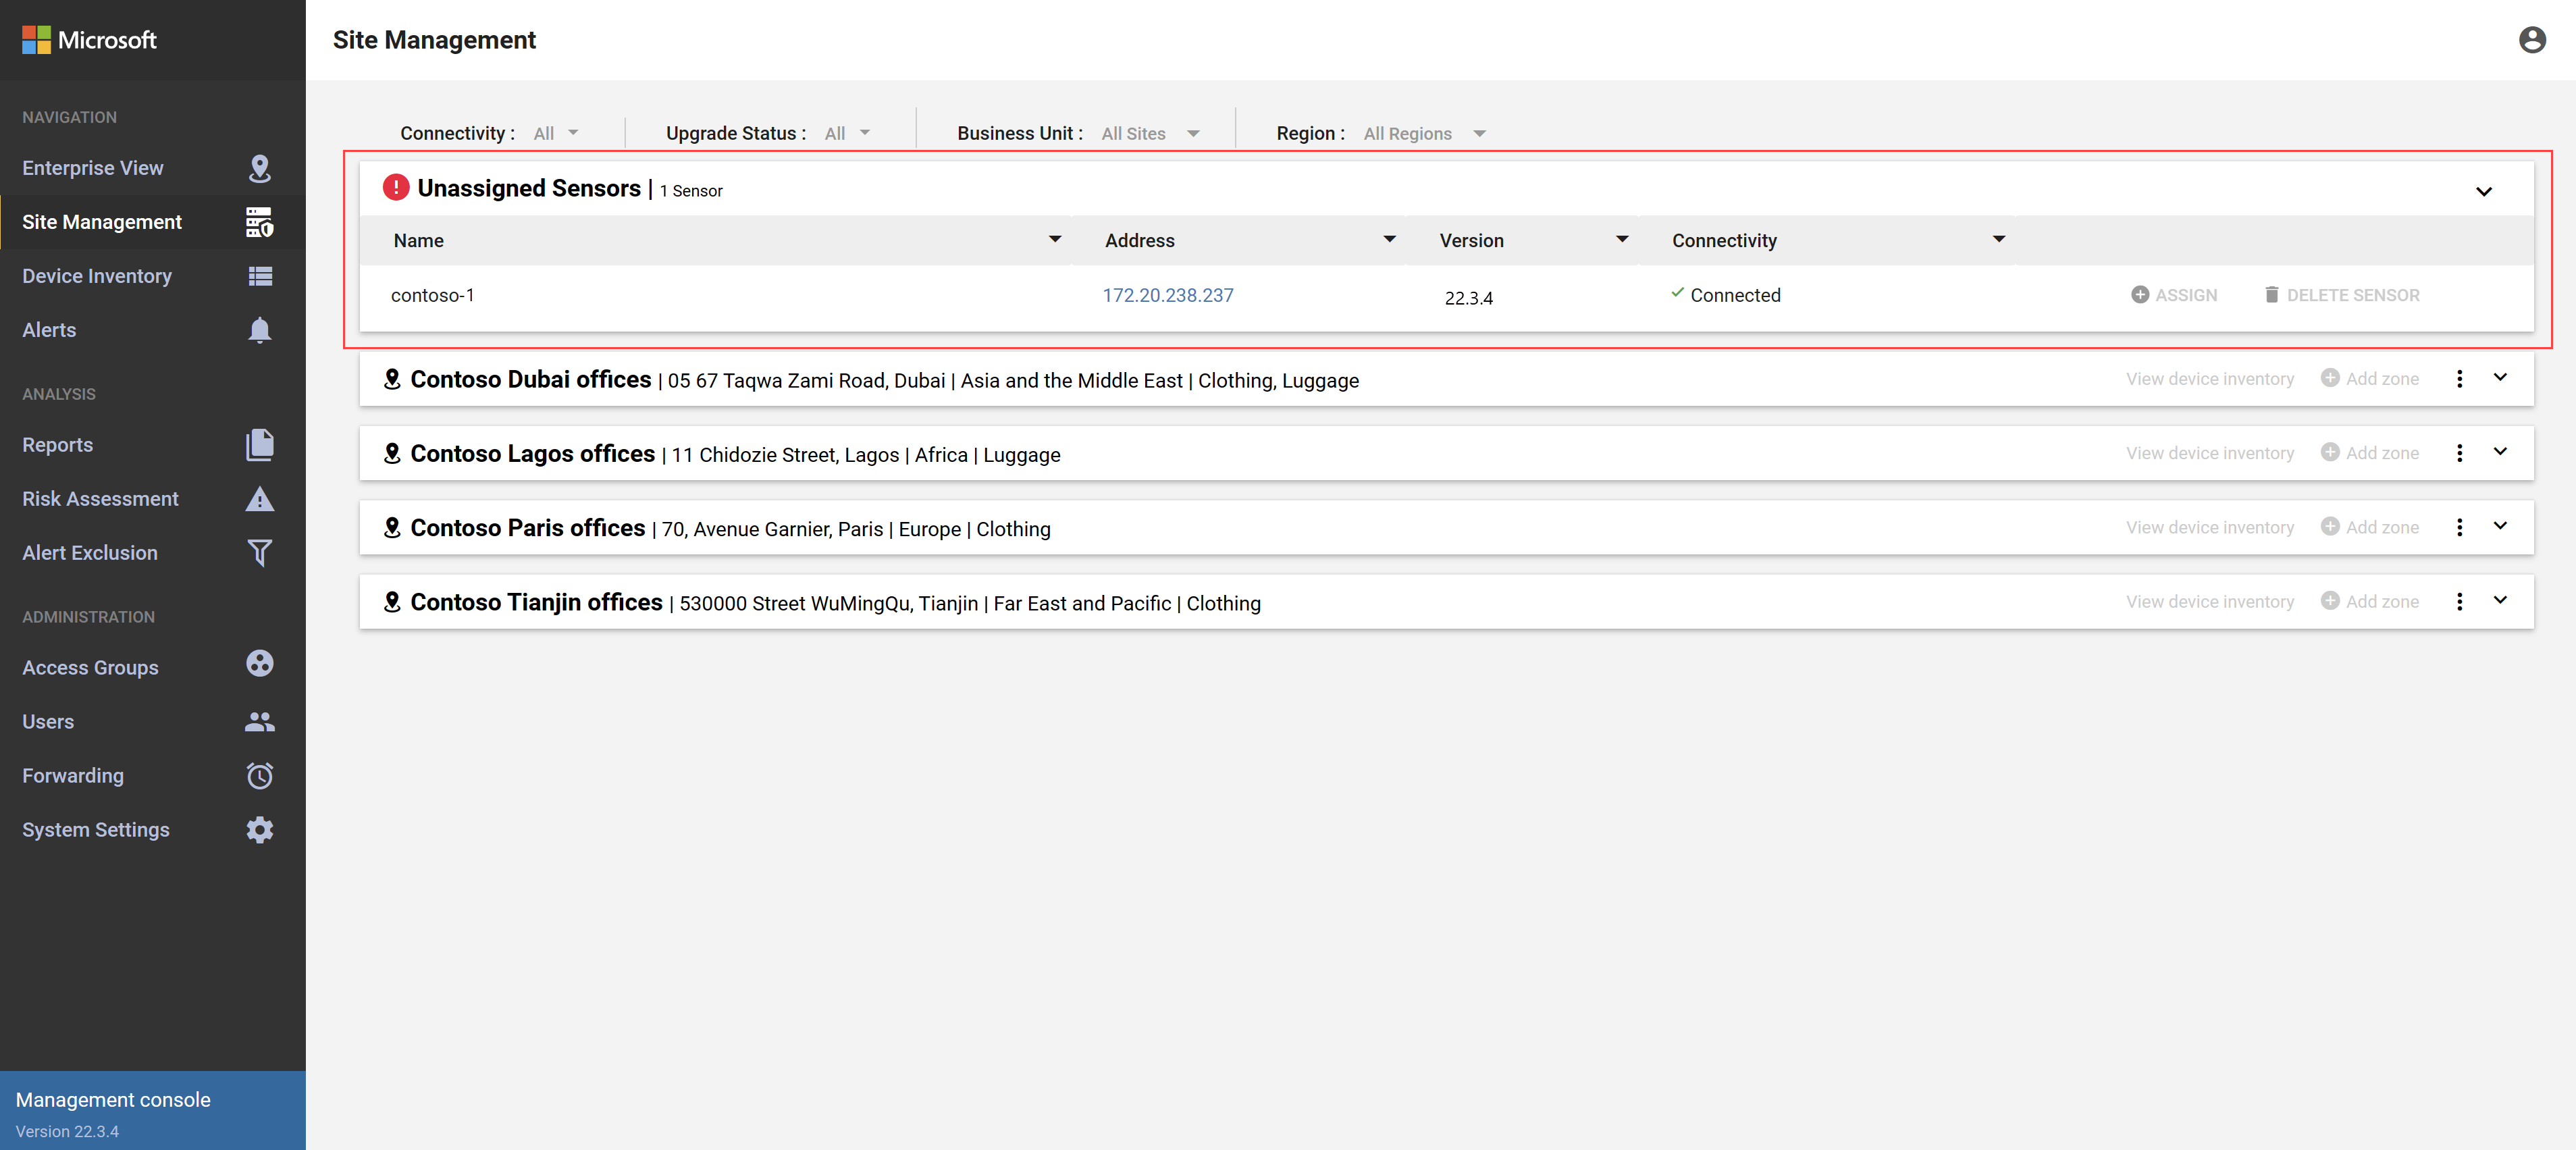 Microsoft
NAVIGATION
Enterprise View
Site Management
Device Inventory
Alerts
ANALYSIS
Reports
Risk Assessment
Alert Exclusion
ADMINISTRATION
Access Groups
Users
Forwarding
System Settings
Management console
Version 22.3.4
Site Management
Connectivity : All Upgrade Status : All Business Unit : All Sites Region : All Regions
Unassigned Sensors | 1 Sensor
Name Address Version Connectivity
contoso-1 172.20.238.237 22.3.4 Connected ASSIGN DELETE SENSOR
Contoso Dubai offices | 05 67 Taqwa Zami Road, Dubai | Asia and the Middle East | Clothing, Luggage View device inventory Add zone
Contoso Lagos offices | 11 Chidozie Street, Lagos | Africa | Luggage View device inventory Add zone
Contoso Paris offices | 70, Avenue Garnier, Paris | Europe | Clothing View device inventory Add zone
Contoso Tianjin offices | 530000 Street WuMingQu, Tianjin | Far East and Pacific | Clothing View device inventory Add zone